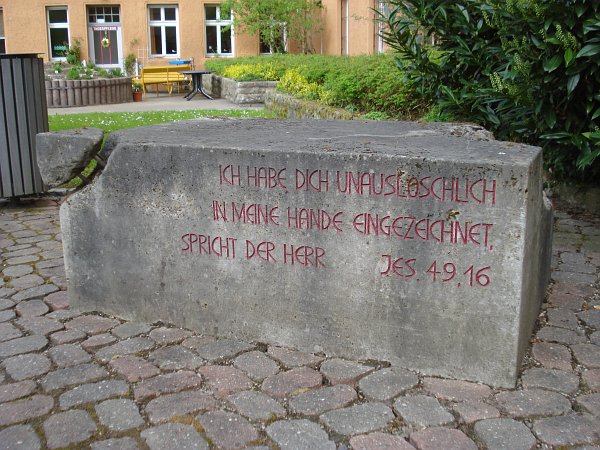 ICH HABE DICH UNAUSLÖSCHLICH
IN MEINE HÄNDE EINGEZEICHNET,
SPRICHT DER HERR. JES. 49,16